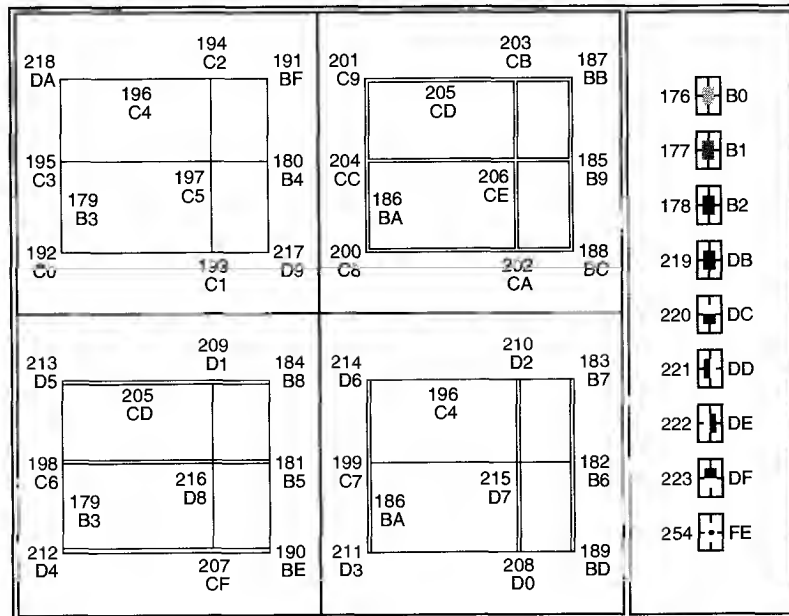 194
C2
218
DA
191
BF
196
C4
195
C3
180
B4
197
C5
179
B3
192
C0
193
C1
217
D9
203
CB
201
C9
187
BB
205
CD
204
CC
185
B9
206
CE
186
BA
200
C8
202
CA
188
BC
209
D1
213
D5
184
B8
205
CD
198
C6
181
B5
216
D8
179
B3
212
D4
207
CF
190
BE
210
D2
214
D6
183
B7
196
C4
199
C7
182
B6
215
D7
186
BA
211
D3
208
D0
189
BD
176 B0
177 B1
178 B2
219 DB
220 DC
221 DD
222 DE
223 DF
254 FE